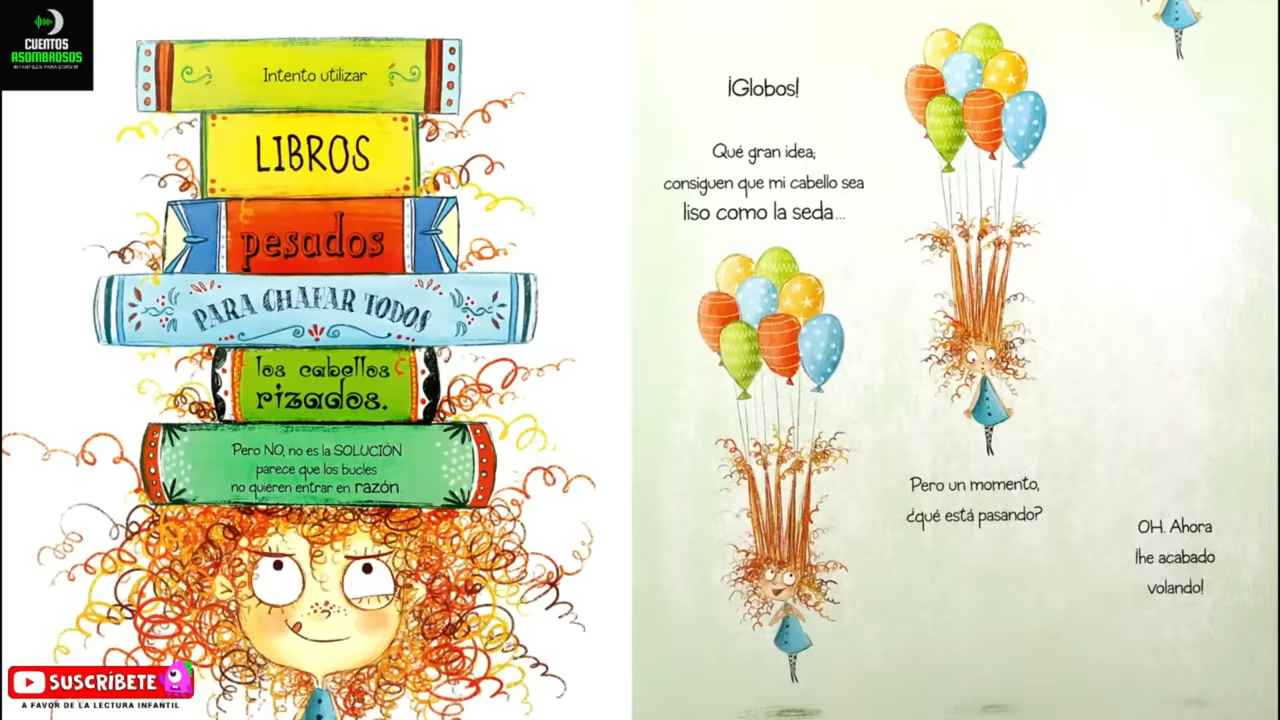 CUENTOS
ASOMBROSOS
INFANTILES PARA DORMIR
Intento utilizar
LIBROS
pesados
PARA CHAFAR TODOS
los cabellos
rizados.
Pero NO, no es la SOLUCIÓN
parece que los bucles
no quieren entrar en razón.
SUSCRÍBETE
A FAVOR DE LA LECTURA INFANTIL
¡Globos!
Qué gran idea;
consiguen que mi cabello sea
liso como la seda...
Pero un momento,
¿qué está pasando?
OH. Ahora
¡he acabado
volando!